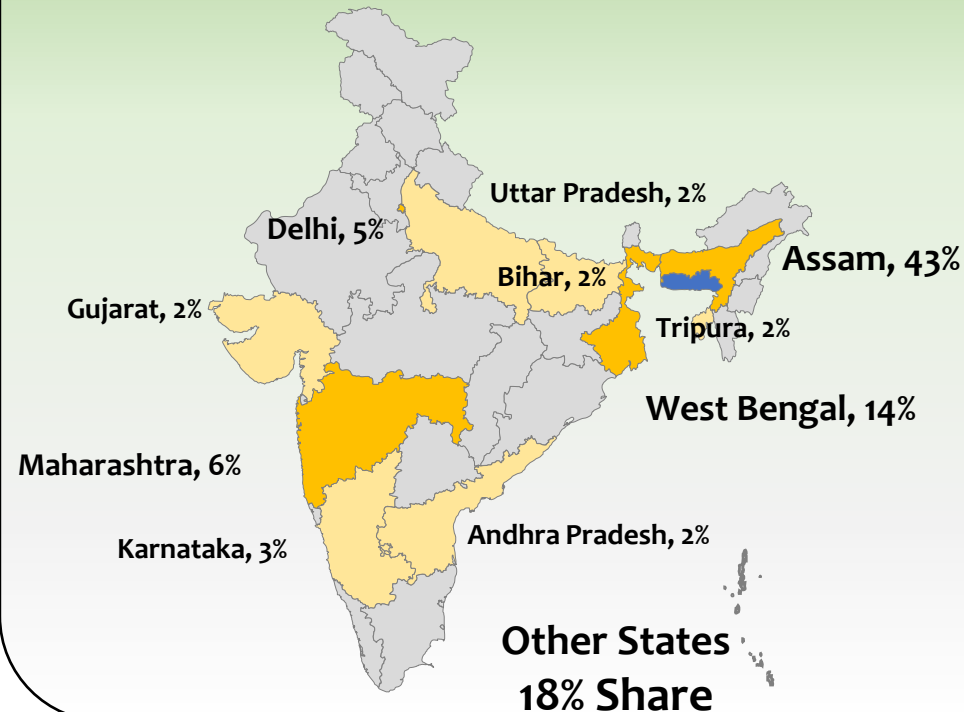 Uttar Pradesh, 2%
Delhi, 5%
Assam, 43%
Bihar, 2%
Gujarat, 2%
Tripura, 2%
West Bengal, 14%
Maharashtra, 6%
Andhra Pradesh, 2%
Karnataka, 3%
Other States
18% Share